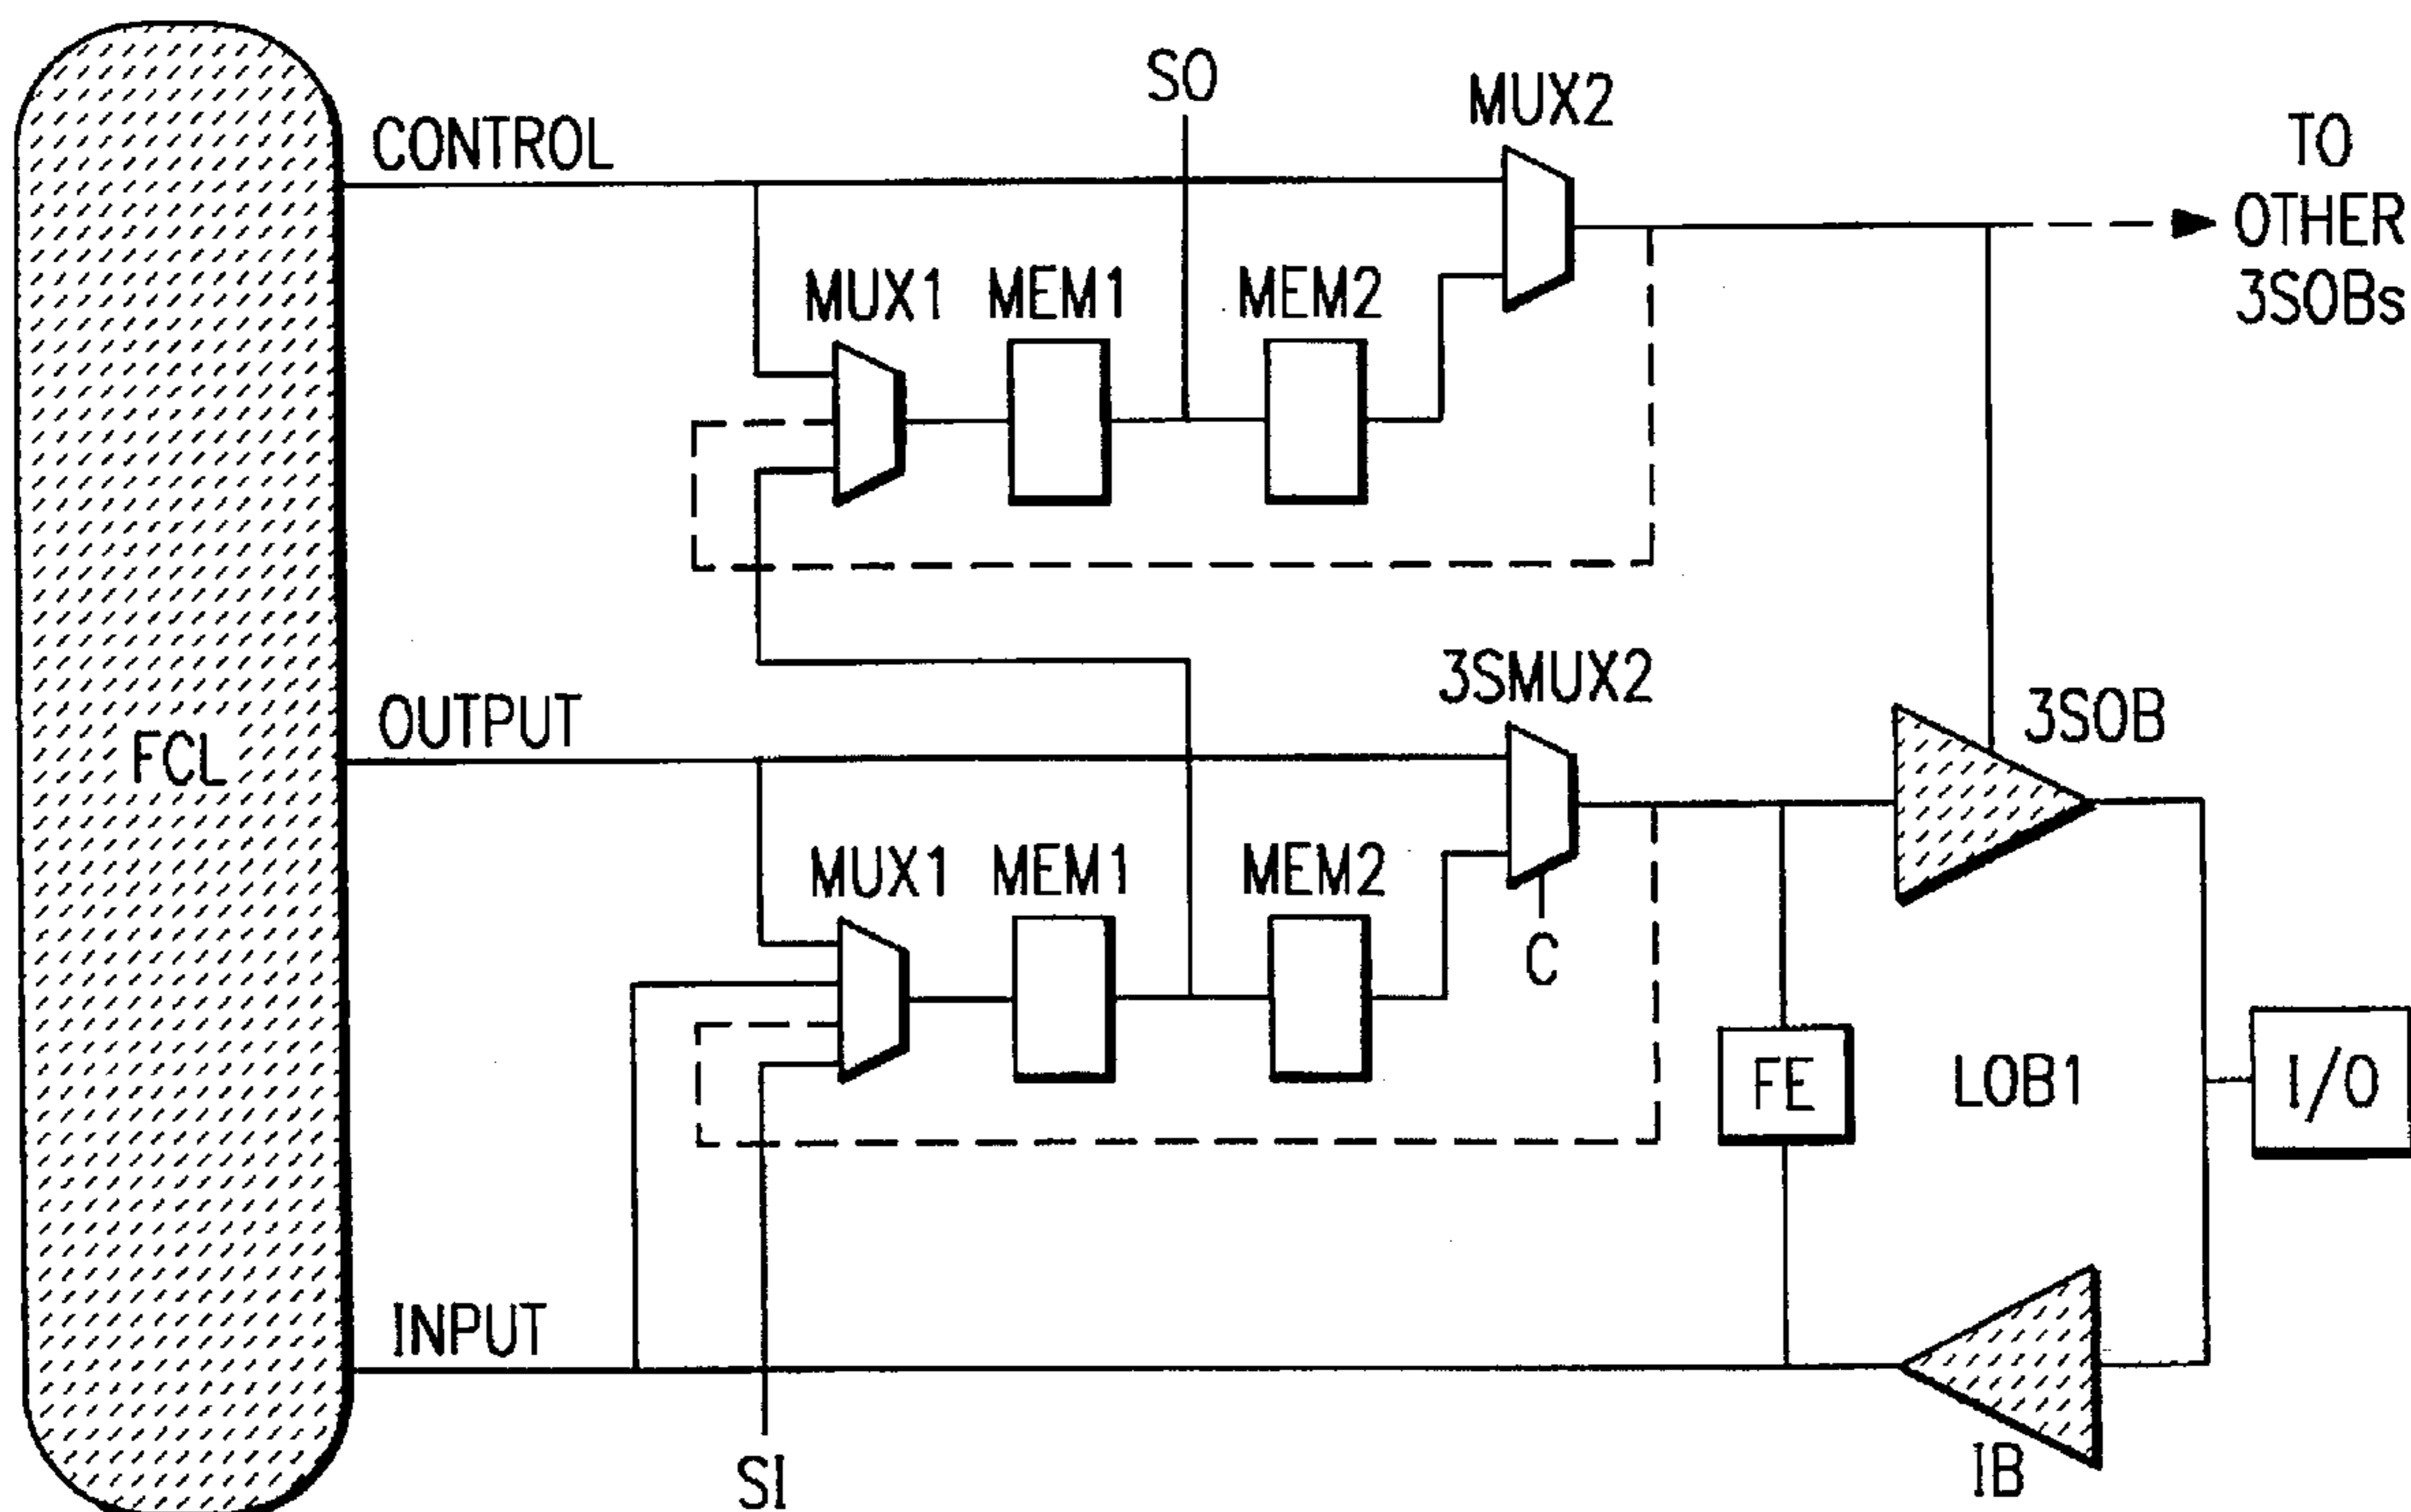 SO
MUX2
CONTROL
TO
OTHER
3SOBs
MUX1
MEM1
MEM2
3SMUX2
OUTPUT
3SOB
FCL
MUX1
MEM1
MEM2
C
FE
LOB1
I/O
INPUT
SI
IB